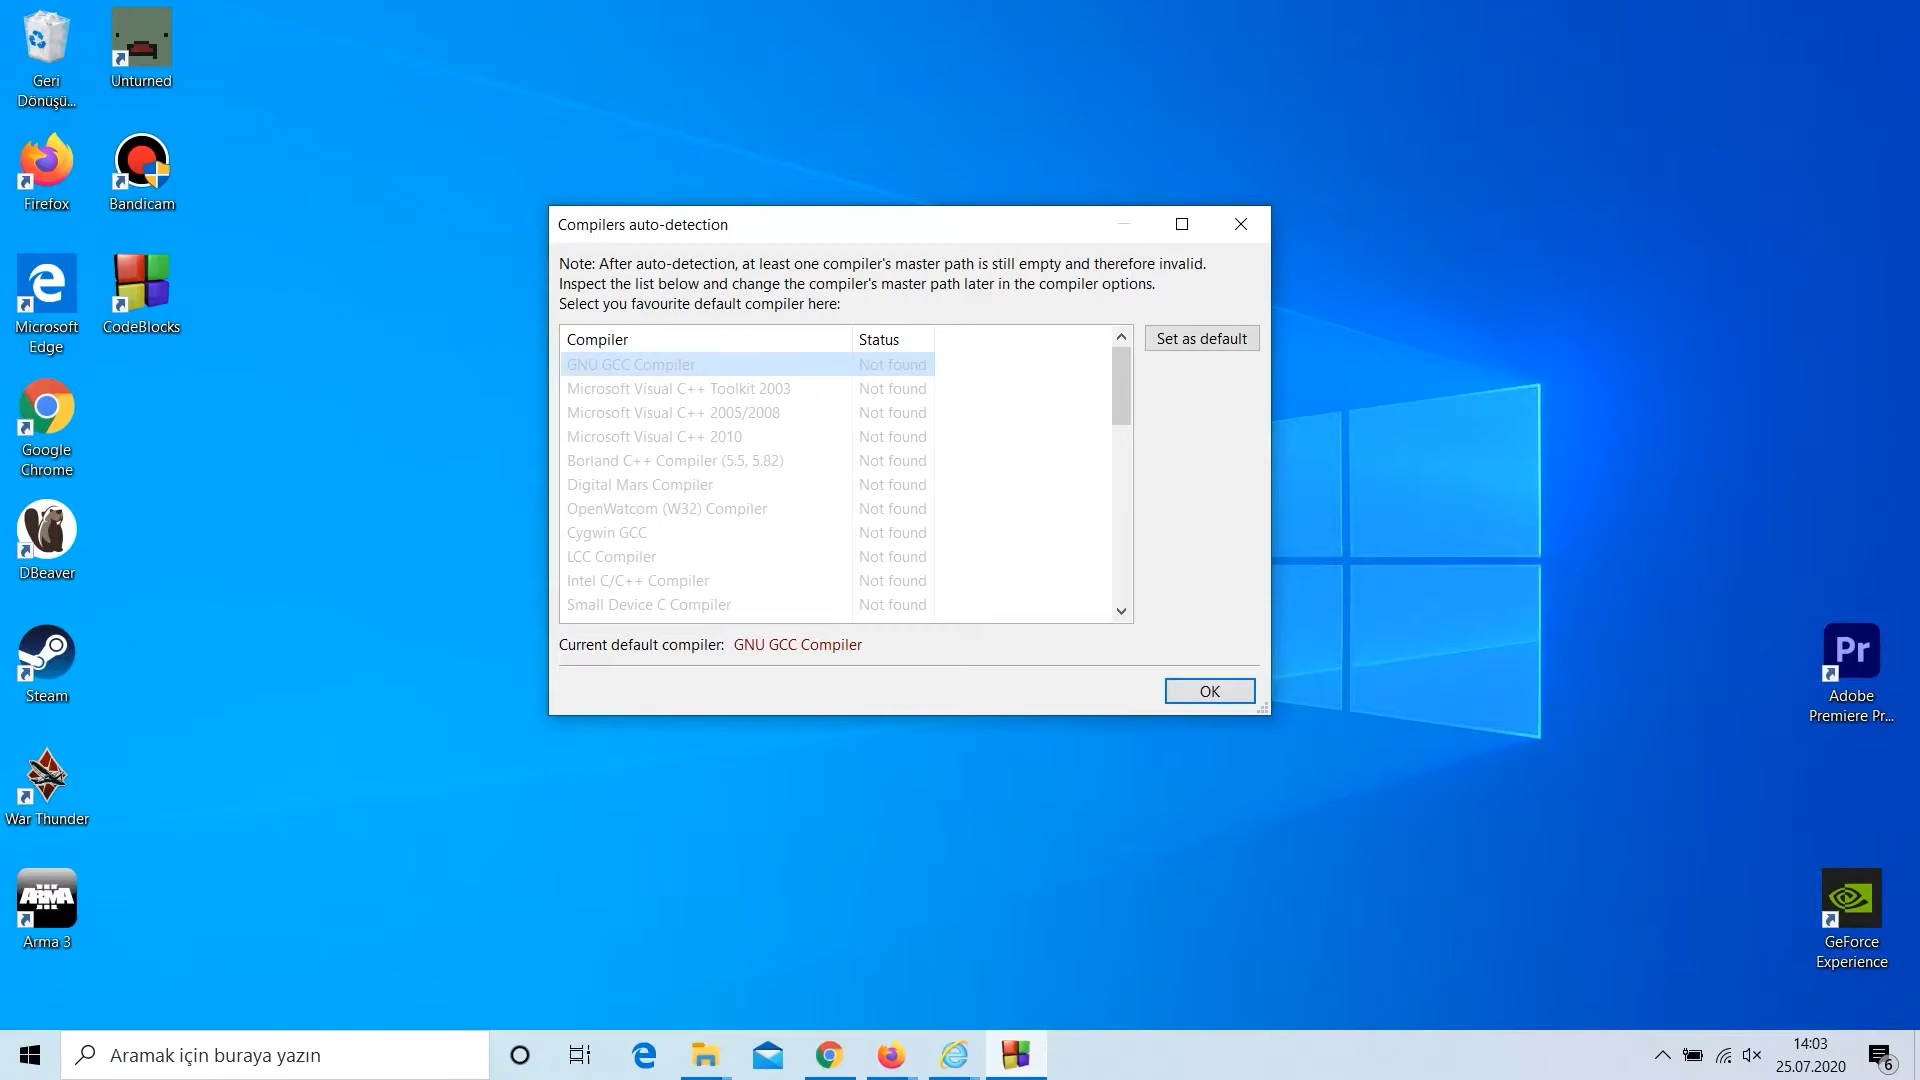 Geri
Dönüşü...
Unturned
Firefox
Bandicam
Microsoft
Edge
CodeBlocks
Google
Chrome
DBeaver
Steam
War Thunder
ARMA
Arma 3
Compilers auto-detection
Note: After auto-detection, at least one compiler's master path is still empty and therefore invalid.
Inspect the list below and change the compiler's master path later in the compiler options.
Select you favourite default compiler here:
Compiler Status
Set as default
GNU GCC Compiler Not found
Microsoft Visual C++ Toolkit 2003 Not found
Microsoft Visual C++ 2005/2008 Not found
Microsoft Visual C++ 2010 Not found
Borland C++ Compiler (5.5, 5.82) Not found
Digital Mars Compiler Not found
OpenWatcom (W32) Compiler Not found
Cygwin GCC Not found
LCC Compiler Not found
Intel C/C++ Compiler Not found
Small Device C Compiler Not found
Current default compiler: GNU GCC Compiler
OK
Pr
Adobe
Premiere Pr...
GeForce
Experience
Aramak için buraya yazın
14:03
25.07.2020
6